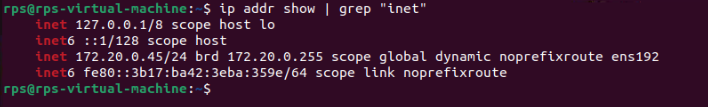 rps@rps-virtual-machine:~$ ip addr show | grep "inet"
    inet 127.0.0.1/8 scope host lo
    inet6 ::1/128 scope host
    inet 172.20.0.45/24 brd 172.20.0.255 scope global dynamic noprefixroute ens192
    inet6 fe80::3b17:ba42:3eba:359e/64 scope link noprefixroute
rps@rps-virtual-machine:~$